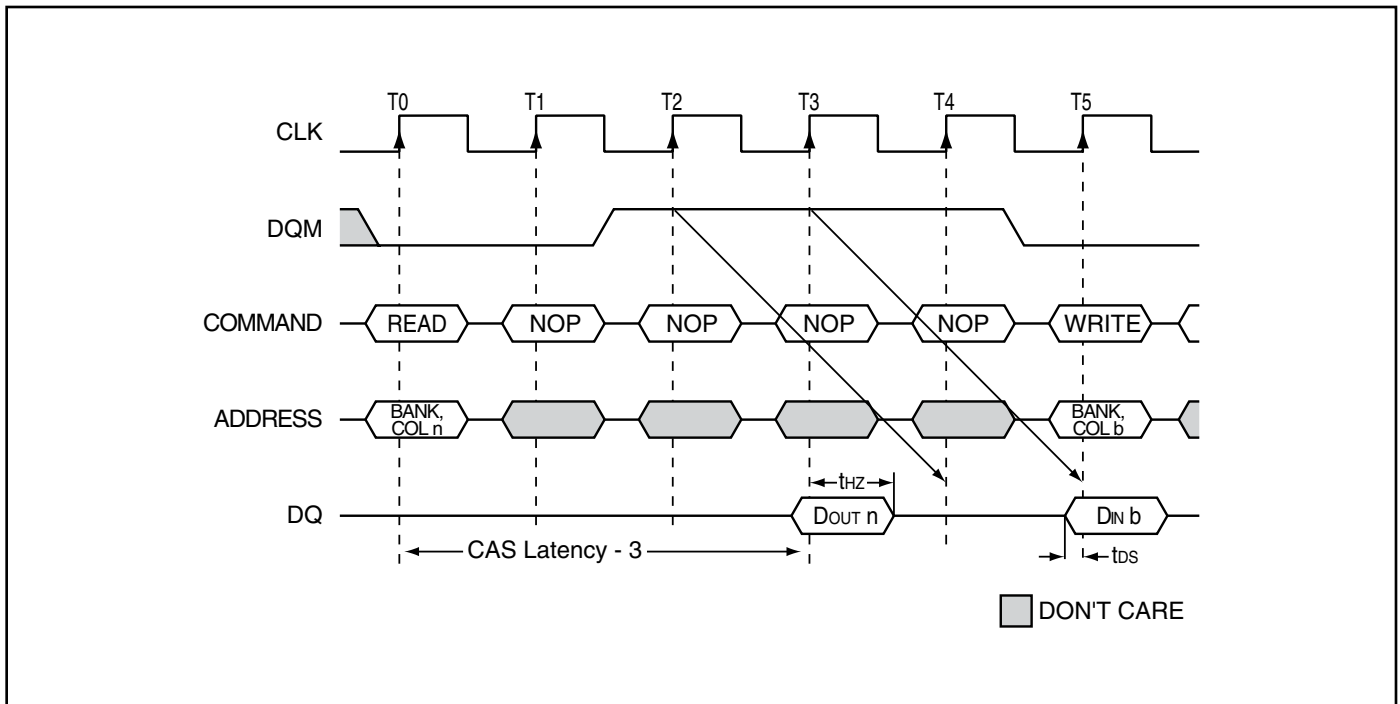 T0 T1 T2 T3 T4 T5
CLK
DQM
COMMAND READ NOP NOP NOP NOP WRITE
ADDRESS BANK, COL n BANK, COL b
tHZ
DQ DOUT n DIN b
CAS Latency - 3 tDS
DON'T CARE